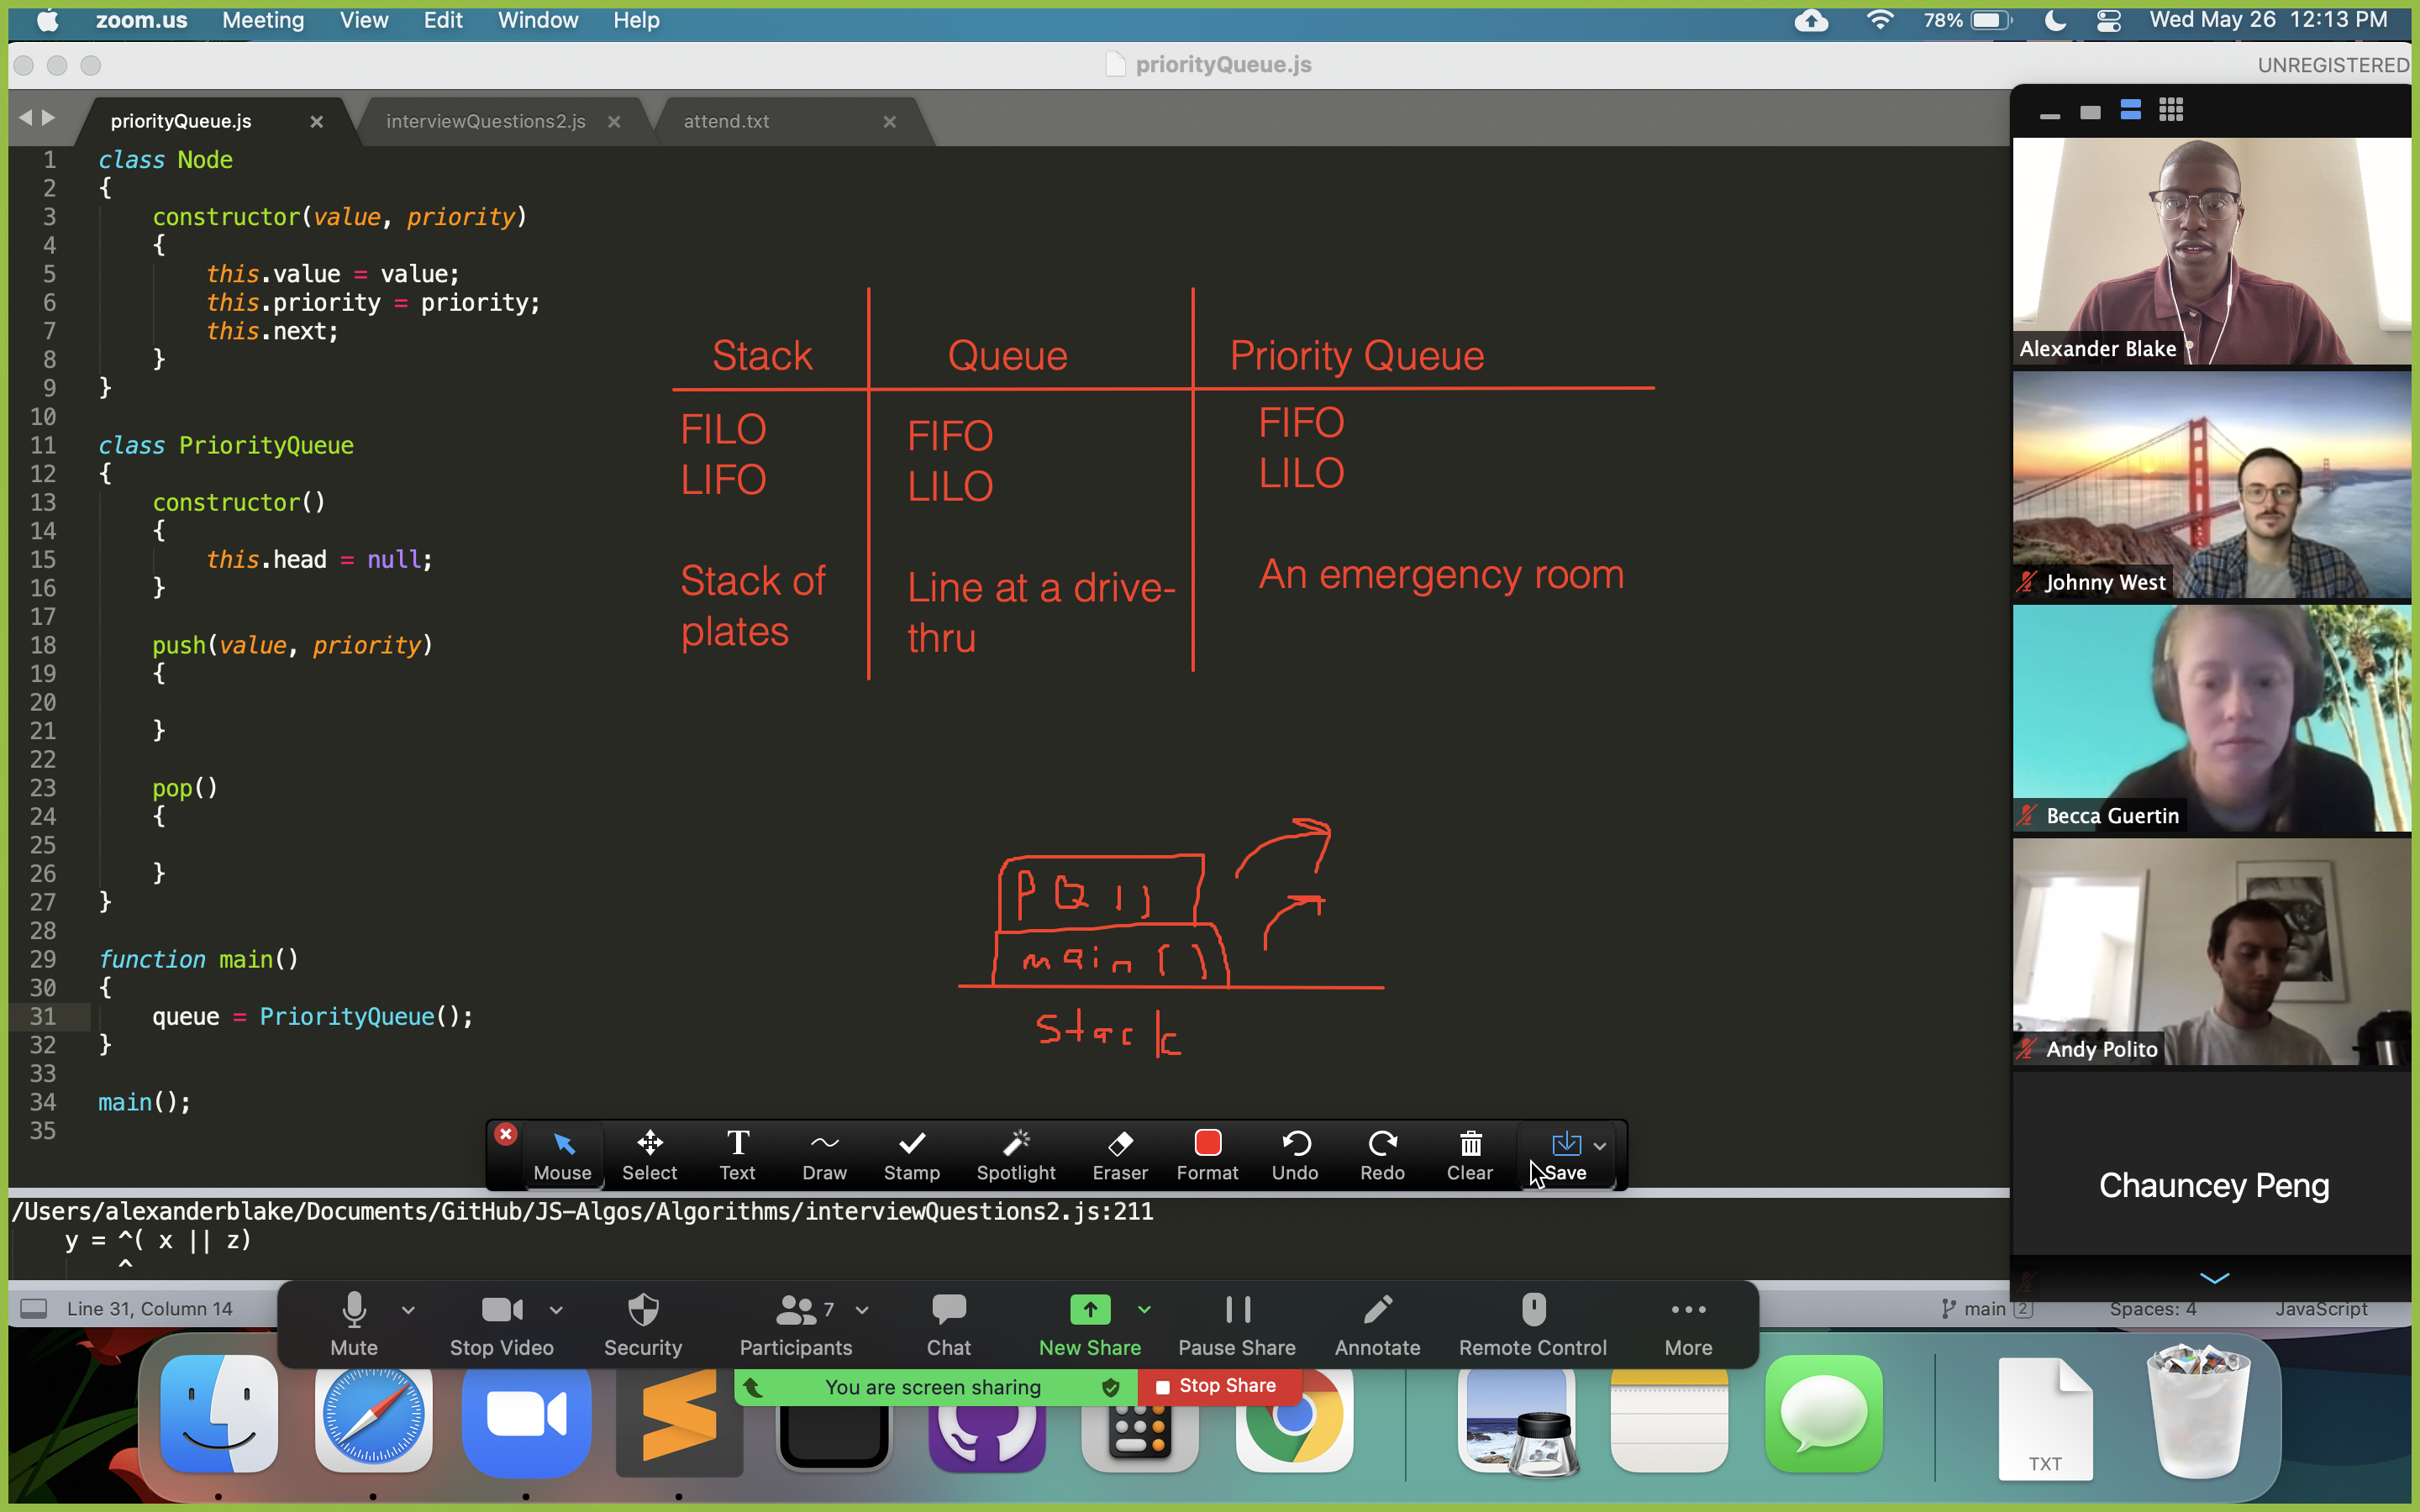 zoom.us Meeting View Edit Window Help 78% Wed May 26 12:13 PM
priorityQueue.js UNREGISTERED
priorityQueue.js interviewQuestions2.js attend.txt
1 class Node
2 {
3 constructor(value, priority)
4 {
5 this.value = value;
6 this.priority = priority;
7 this.next;
8 }
9 }
10
11 class PriorityQueue
12 {
13 constructor()
14 {
15 this.head = null;
16 }
17
18 push(value, priority)
19 {
20
21 }
22
23 pop()
24 {
25
26 }
27 }
28
29 function main()
30 {
31 queue = PriorityQueue();
32 }
33
34 main();
35
Stack Queue Priority Queue
FILO FIFO FIFO
LIFO LILO LILO
Stack of Line at a drive- An emergency room
plates thru
PQ()
main()
Stack
Alexander Blake
Johnny West
Becca Guertin
Andy Polito
Chauncey Peng
Mouse Select Text Draw Stamp Spotlight Eraser Format Undo Redo Clear Save
/Users/alexanderblake/Documents/GitHub/JS-Algos/Algorithms/interviewQuestions2.js:211
y = ^( x || z)
^
Line 31, Column 14 main 2 Spaces: 4 JavaScript
7
Mute Stop Video Security Participants Chat New Share Pause Share Annotate Remote Control More
You are screen sharing Stop Share
TXT